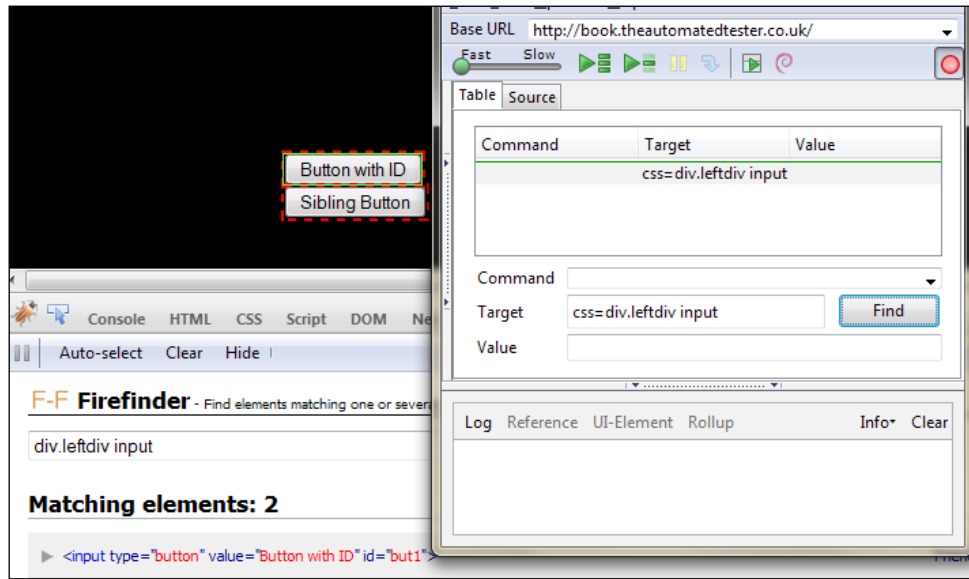 Base URL http://book.theautomatedtester.co.uk/
Fast Slow
Table Source
Command Target Value
css=div.leftdiv input
Button with ID
Sibling Button
Command
Target css=div.leftdiv input Find
Value
Console HTML CSS Script DOM Ne
Auto-select Clear Hide
F-F Firefinder - Find elements matching one or severa
div.leftdiv input
Matching elements: 2
<input type="button" value="Button with ID" id="but1">
Log Reference UI-Element Rollup Info Clear